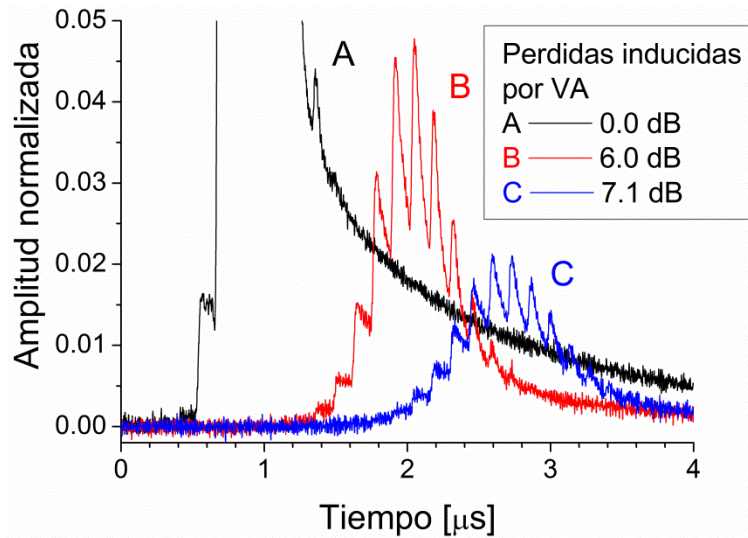 0.05
0.04
0.03
0.02
0.01
0.00
Amplitud normalizada
A
B
C
Perdidas inducidas
por VA
A 0.0 dB
B 6.0 dB
C 7.1 dB
0 1 2 3 4
Tiempo [μs]